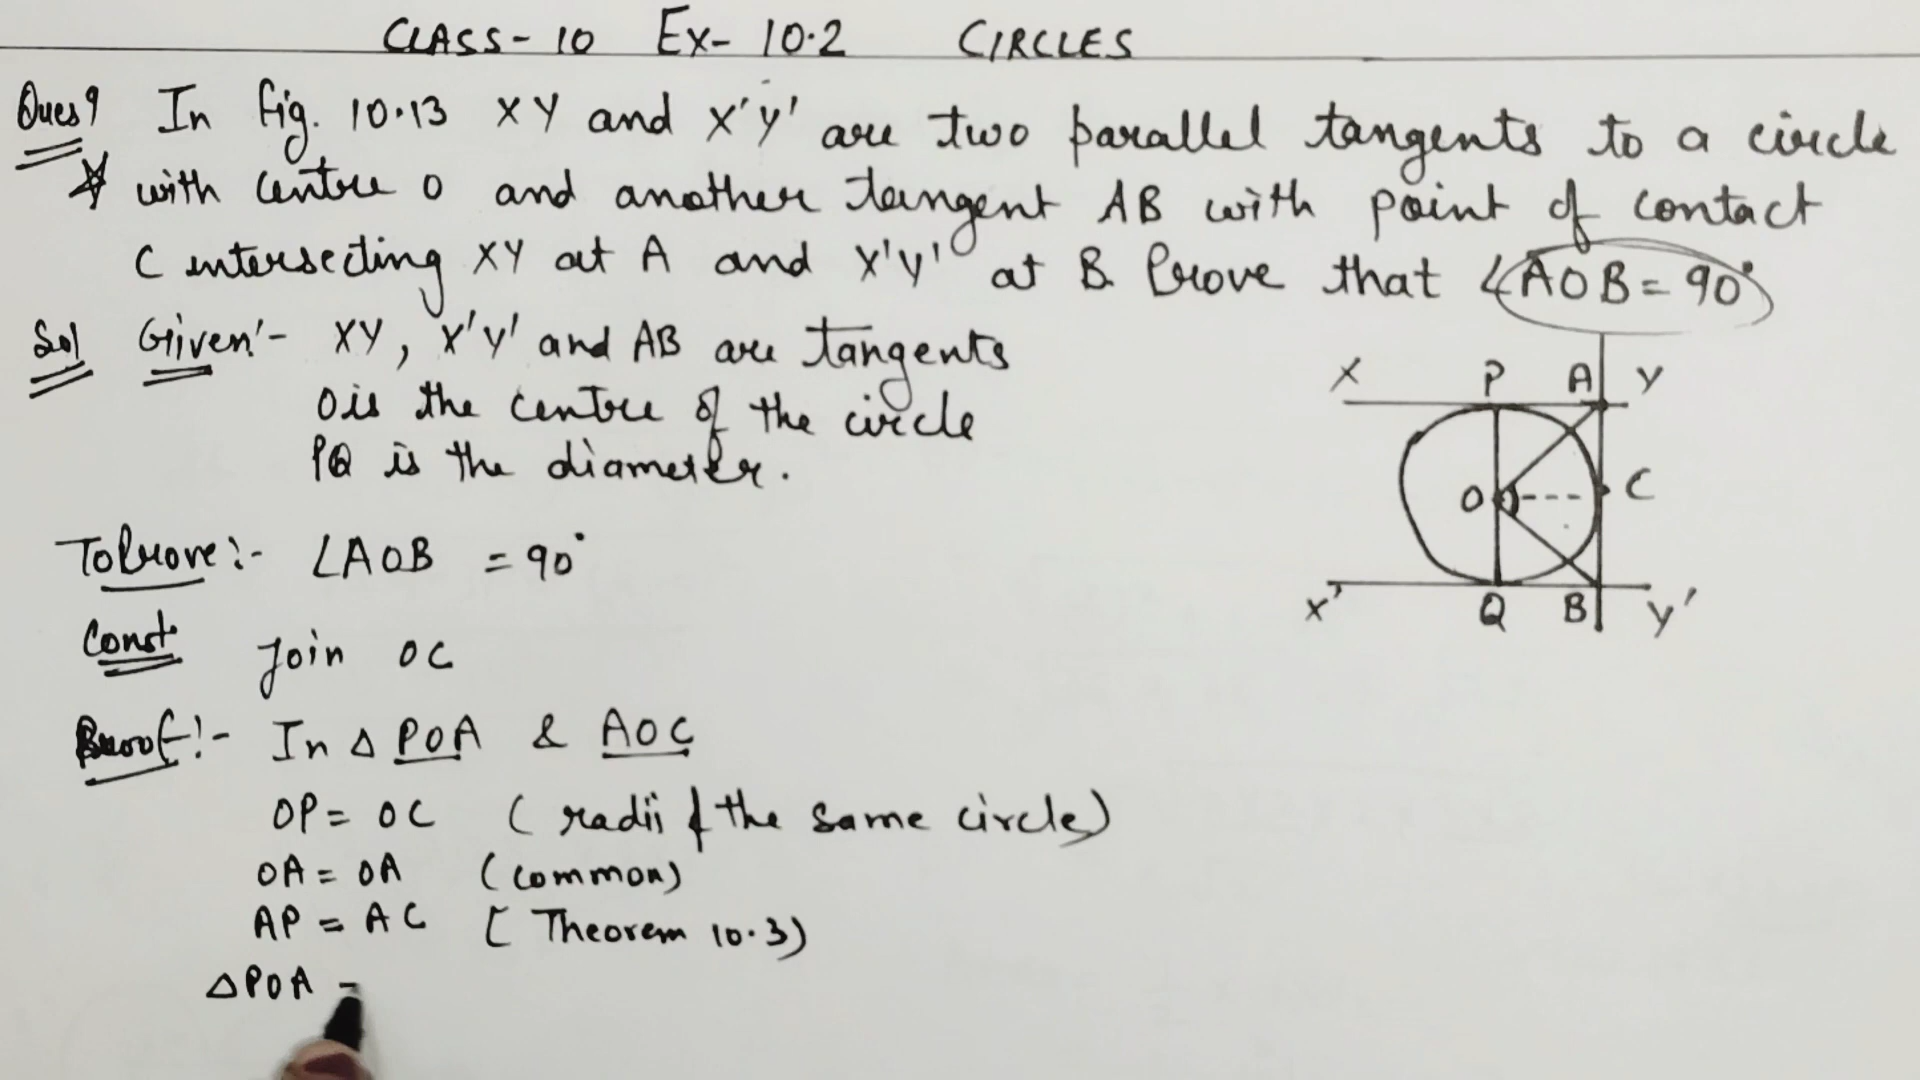 CLASS- 10 Ex- 10.2 CIRCLES
Ques 9 In fig. 10.13 XY and X'Y' are two parallel tangents to a circle
with centre O and another tangent AB with point of contact
C intersecting XY at A and X'Y' at B. Prove that ∠AOB = 90°
Sol Given:- XY, X'Y' and AB are tangents
O is the centre of the circle
PQ is the diameter.
To Prove:- ∠AOB = 90°
Const Join OC
Proof:- In △ POA & AOC
OP = OC (radii of the same circle)
OA = OA (common)
AP = AC [Theorem 10.3)
△POA -
X P A Y
O C
X' Q B Y'